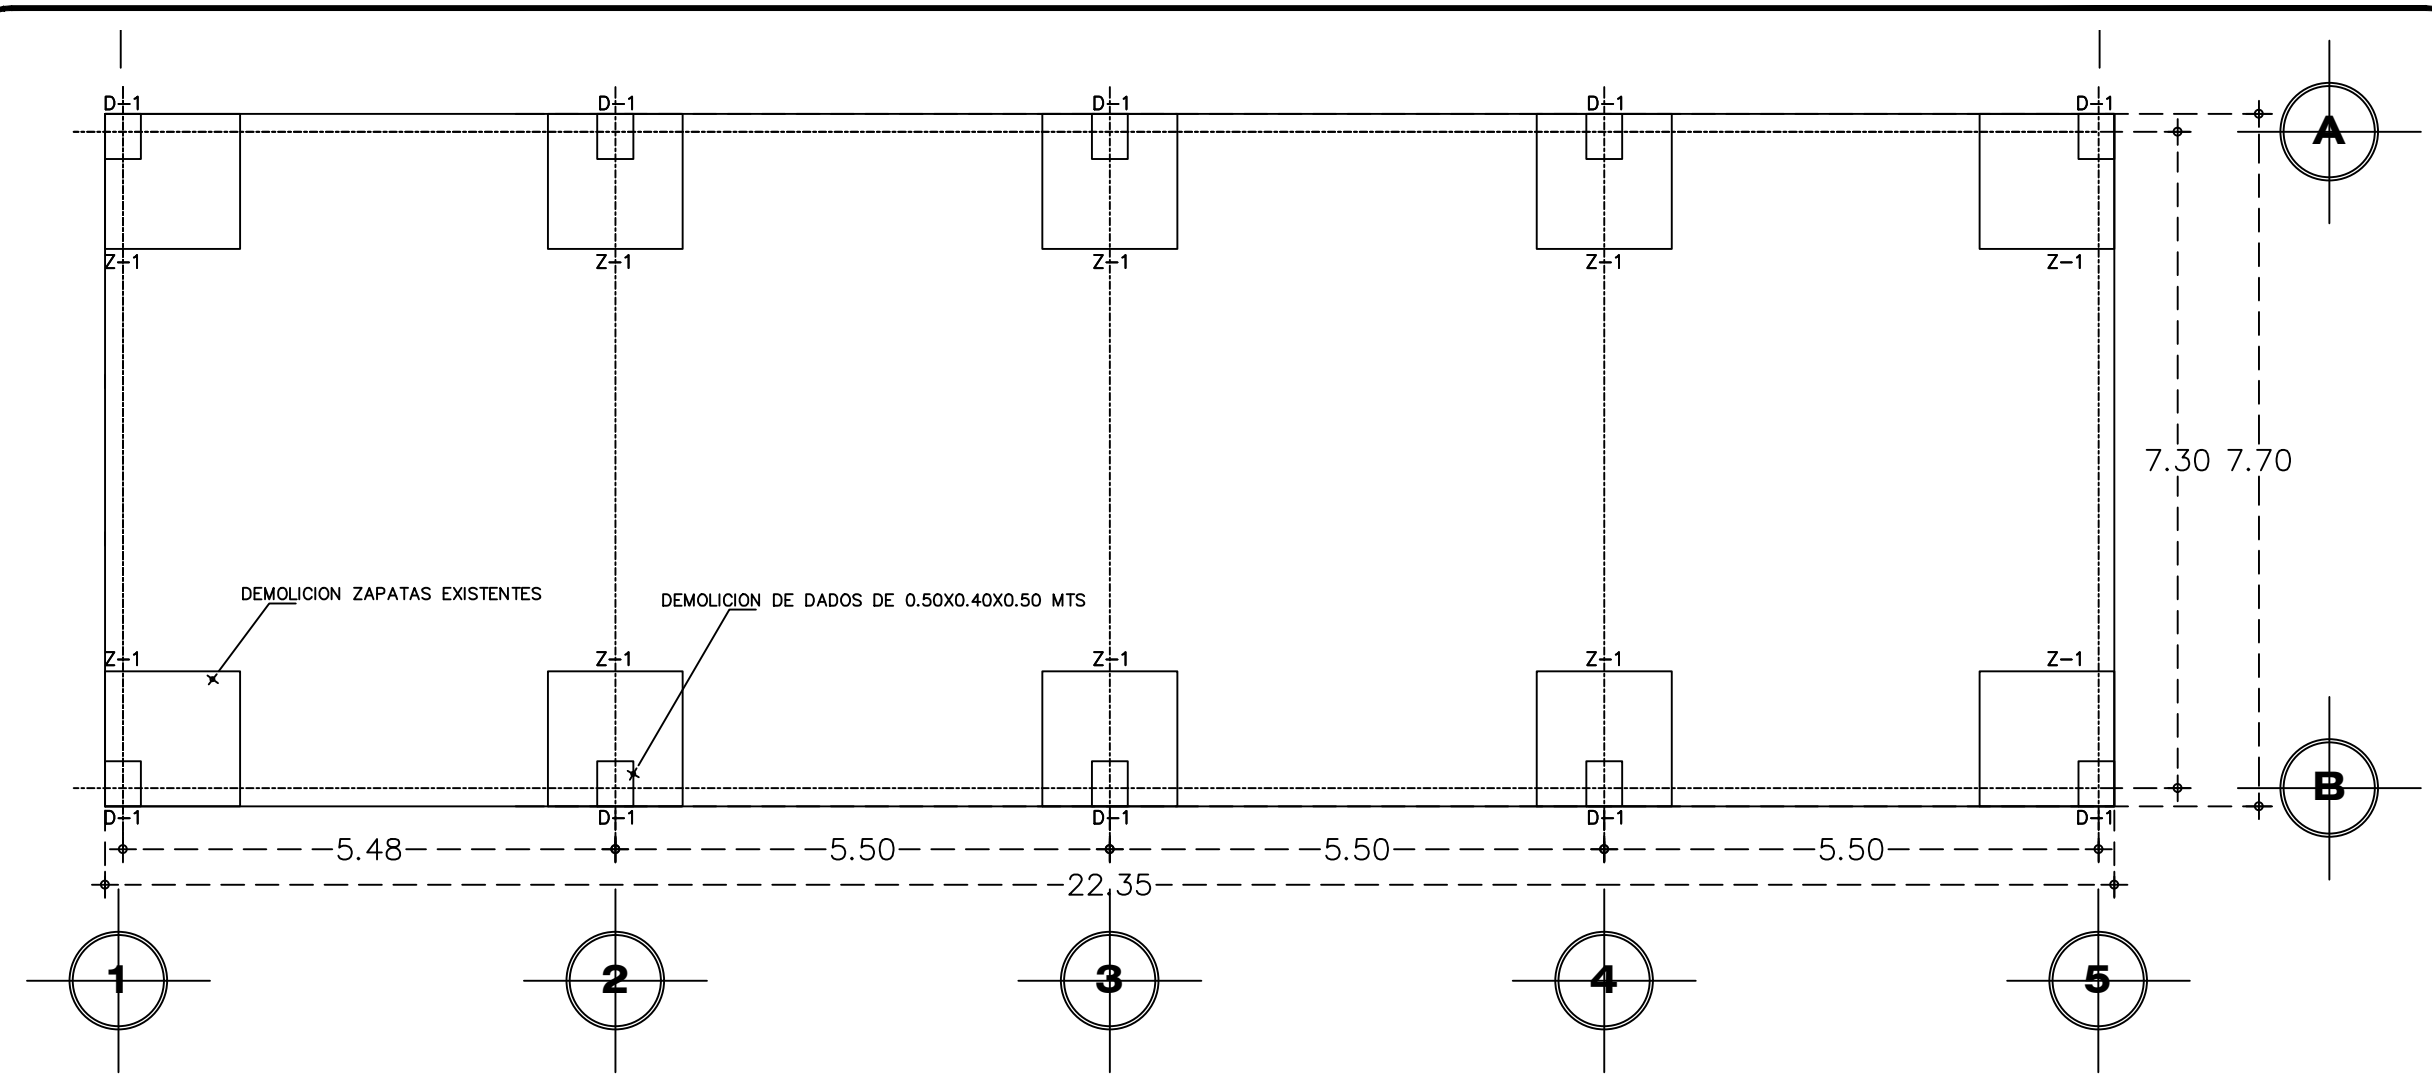 D-1 D-1 D-1 D-1 D-1
A
Z-1 Z-1 Z-1 Z-1 Z-1
7.30 7.70
DEMOLICION ZAPATAS EXISTENTES
DEMOLICION DE DADOS DE 0.50X0.40X0.50 MTS
Z-1 Z-1 Z-1 Z-1 Z-1
B
D-1 D-1 D-1 D-1 D-1
5.48 5.50 5.50 5.50
22.35
1 2 3 4 5